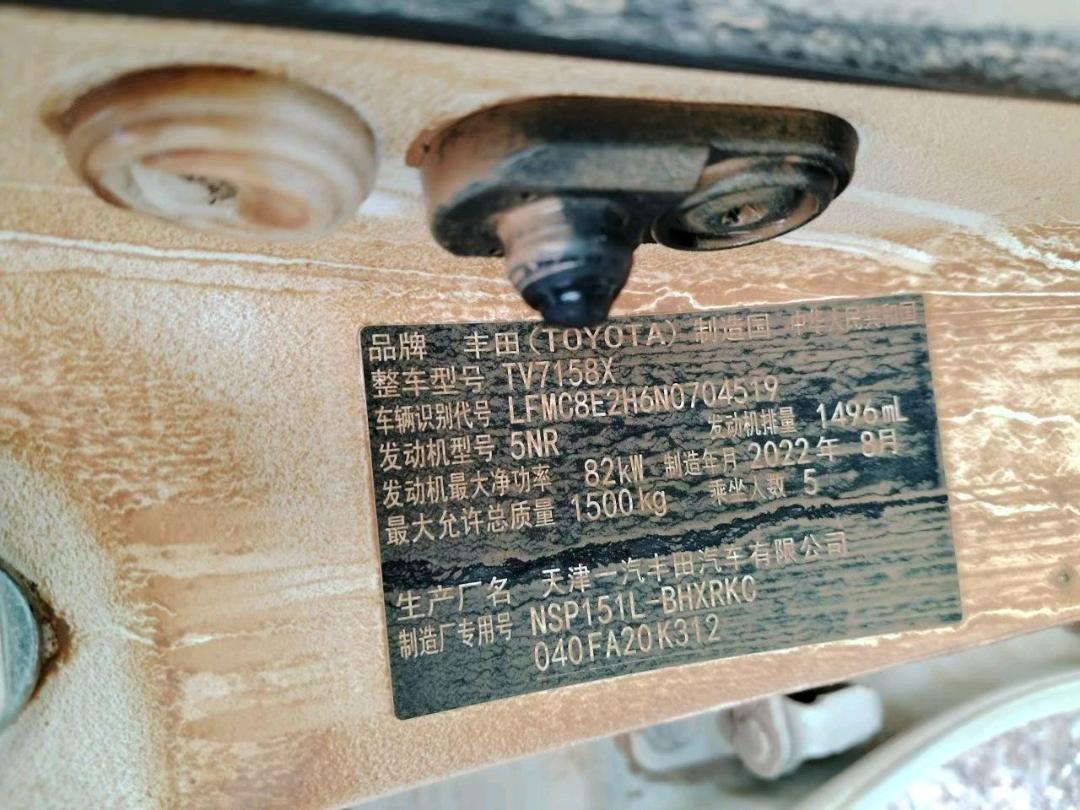 品牌 丰田(TOYOTA) 制造国 中华人民共和国
整车型号 TV7158X
车辆识别代号 LFMC8E2H6N0704519
发动机型号 5NR 发动机排量 1496mL
发动机最大净功率 82kW 制造年月 2022年 8月
最大允许总质量 1500kg 乘坐人数 5
生产厂名 天津一汽丰田汽车有限公司
制造厂专用号 NSP151L-BHXRKC
040FA20K312